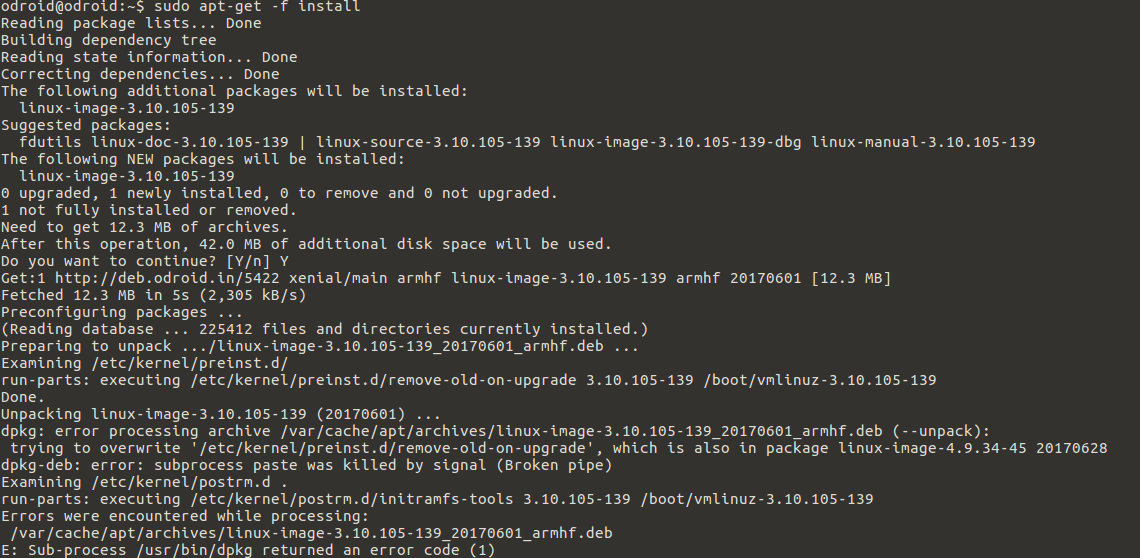 odroid@odroid:~$ sudo apt-get -f install
Reading package lists... Done
Building dependency tree
Reading state information... Done
Correcting dependencies... Done
The following additional packages will be installed:
  linux-image-3.10.105-139
Suggested packages:
  fdutils linux-doc-3.10.105-139 | linux-source-3.10.105-139 linux-image-3.10.105-139-dbg linux-manual-3.10.105-139
The following NEW packages will be installed:
  linux-image-3.10.105-139
0 upgraded, 1 newly installed, 0 to remove and 0 not upgraded.
1 not fully installed or removed.
Need to get 12.3 MB of archives.
After this operation, 42.0 MB of additional disk space will be used.
Do you want to continue? [Y/n] Y
Get:1 http://deb.odroid.in/5422 xenial/main armhf linux-image-3.10.105-139 armhf 20170601 [12.3 MB]
Fetched 12.3 MB in 5s (2,305 kB/s)
Preconfiguring packages ...
(Reading database ... 225412 files and directories currently installed.)
Preparing to unpack .../linux-image-3.10.105-139_20170601_armhf.deb ...
Examining /etc/kernel/preinst.d/
run-parts: executing /etc/kernel/preinst.d/remove-old-on-upgrade 3.10.105-139 /boot/vmlinuz-3.10.105-139
Done.
Unpacking linux-image-3.10.105-139 (20170601) ...
dpkg: error processing archive /var/cache/apt/archives/linux-image-3.10.105-139_20170601_armhf.deb (--unpack):
 trying to overwrite '/etc/kernel/preinst.d/remove-old-on-upgrade', which is also in package linux-image-4.9.34-45 20170628
dpkg-deb: error: subprocess paste was killed by signal (Broken pipe)
Examining /etc/kernel/postrm.d .
run-parts: executing /etc/kernel/postrm.d/initramfs-tools 3.10.105-139 /boot/vmlinuz-3.10.105-139
Errors were encountered while processing:
 /var/cache/apt/archives/linux-image-3.10.105-139_20170601_armhf.deb
E: Sub-process /usr/bin/dpkg returned an error code (1)